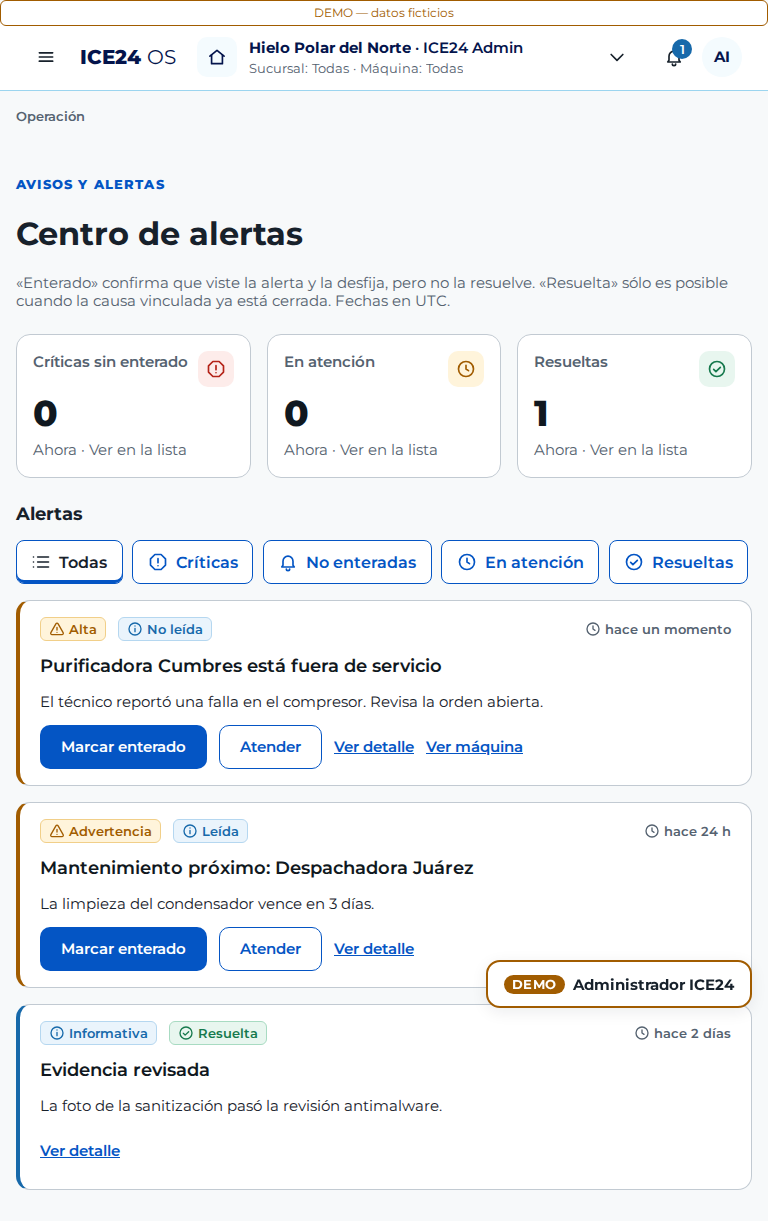 DEMO — datos ficticios
ICE24 OS
Hielo Polar del Norte · ICE24 Admin
Sucursal: Todas · Máquina: Todas
1
AI
Operación
AVISOS Y ALERTAS
Centro de alertas
«Enterado» confirma que viste la alerta y la desfija, pero no la resuelve. «Resuelta» sólo es posible
cuando la causa vinculada ya está cerrada. Fechas en UTC.
Críticas sin enterado
0
Ahora · Ver en la lista
En atención
0
Ahora · Ver en la lista
Resueltas
1
Ahora · Ver en la lista
Alertas
Todas
Críticas
No enteradas
En atención
Resueltas
Alta
No leída
hace un momento
Purificadora Cumbres está fuera de servicio
El técnico reportó una falla en el compresor. Revisa la orden abierta.
Marcar enterado
Atender
Ver detalle
Ver máquina
Advertencia
Leída
hace 24 h
Mantenimiento próximo: Despachadora Juárez
La limpieza del condensador vence en 3 días.
Marcar enterado
Atender
Ver detalle
DEMO Administrador ICE24
Informativa
Resuelta
hace 2 días
Evidencia revisada
La foto de la sanitización pasó la revisión antimalware.
Ver detalle